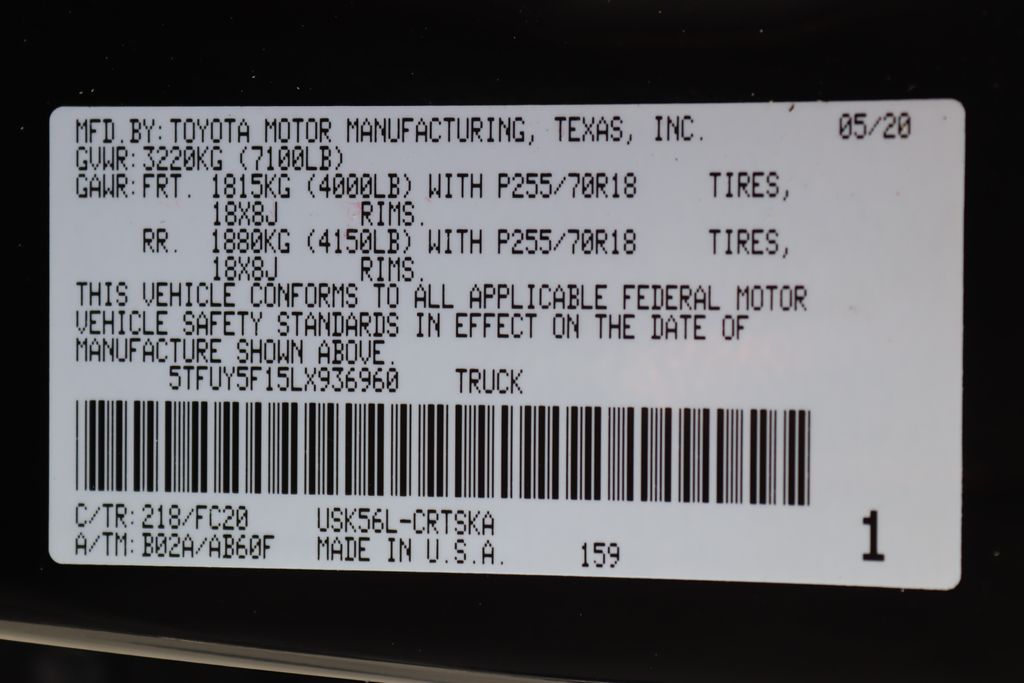 MFD.BY: TOYOTA MOTOR MANUFACTURING, TEXAS, INC. 05/20
GVWR: 3220KG (7100LB)
GAWR: FRT. 1815KG (4000LB) WITH P255/70R18 TIRES,
18X8J RIMS.
RR. 1880KG (4150LB) WITH P255/70R18 TIRES,
18X8J RIMS.
THIS VEHICLE CONFORMS TO ALL APPLICABLE FEDERAL MOTOR
VEHICLE SAFETY STANDARDS IN EFFECT ON THE DATE OF
MANUFACTURE SHOWN ABOVE.
5TFUY5F15LX936960 TRUCK
C/TR: 218/FC20 USK56L-CRTSKA
A/TM: B02A/AB60F MADE IN U.S.A. 159 1